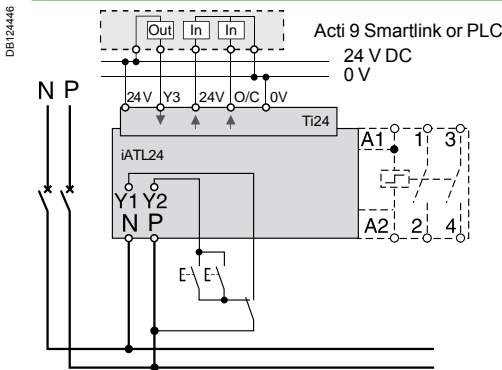 DB124446
Out In In
Acti 9 Smartlink or PLC
24 V DC
0 V
N P
24V Y3 24V O/C 0V
Ti24
iATL24
A1 1 3
Y1 Y2
N P
A2 2 4
E E